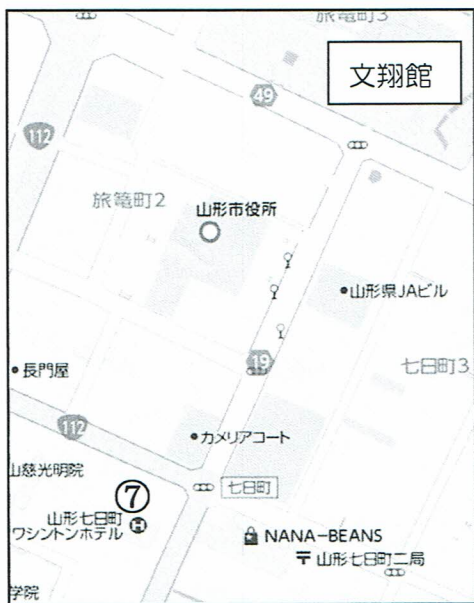 旅篭町3
文翔館
49
112
旅篭町2
山形市役所
山形県JAビル
七日町3
19
長門屋
112
カメリアコート
山慈光明院
⑦
七日町
山形七日町
ワシントンホテル
H
NANA-BEANS
〒山形七日町二局
学院